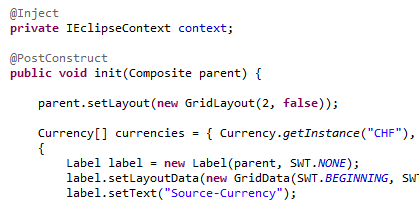 @Inject
private IEclipseContext context;
@PostConstruct
public void init(Composite parent) {
parent.setLayout(new GridLayout(2, false));
Currency[] currencies = { Currency.getInstance("CHF"),
{
Label label = new Label(parent, SWT.NONE);
label.setLayoutData(new GridData(SWT.BEGINNING, SWT
label.setText("Source-Currency");